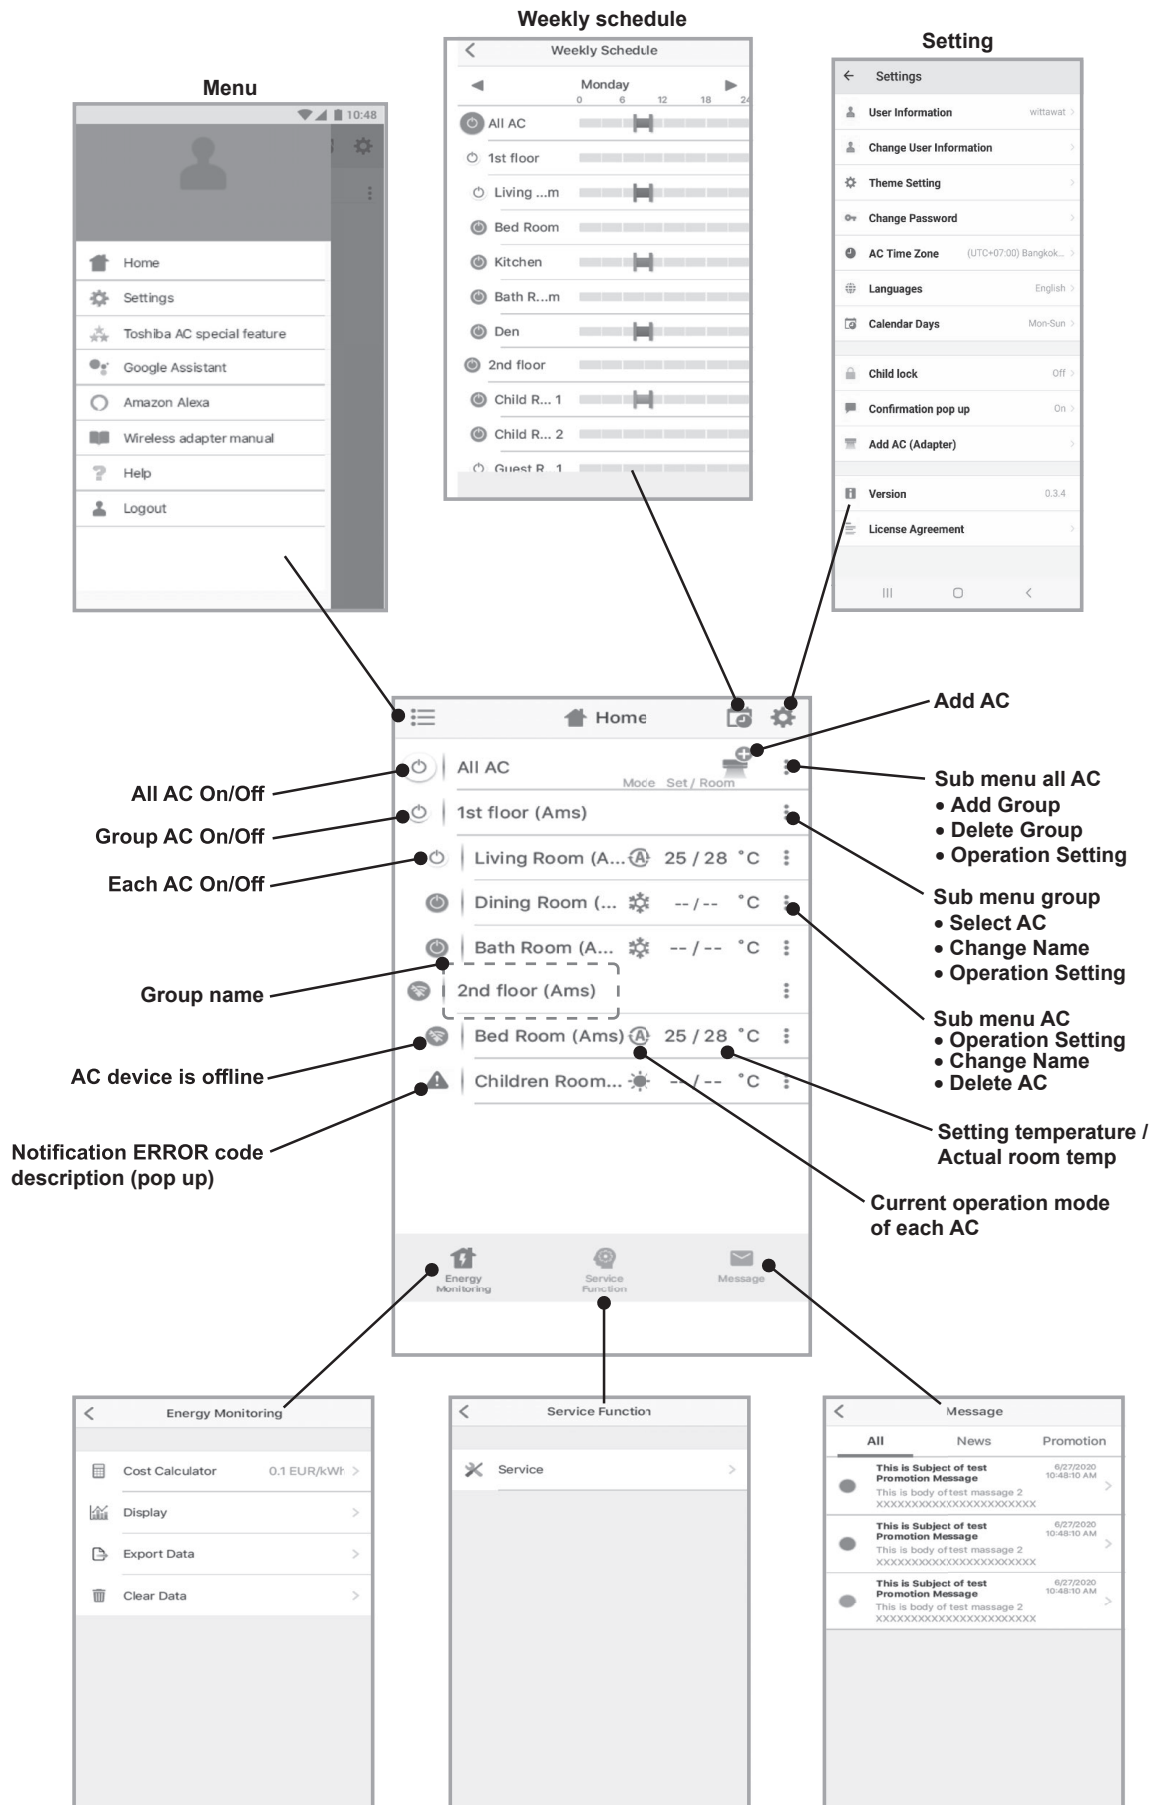 Weekly schedule
Weekly Schedule
Monday
0 6 12 18 24
All AC
1st floor
Living ...m
Bed Room
Kitchen
Bath R...m
Den
2nd floor
Child R... 1
Child R... 2
Guest R...1
Setting
Settings
User Information wittawat
Change User Information
Theme Setting
Change Password
AC Time Zone (UTC+07:00) Bangkok...
Languages English
Calendar Days Mon-Sun
Child lock Off
Confirmation pop up On
Add AC (Adapter)
Version 0.3.4
License Agreement
Menu
10:48
Home
Settings
Toshiba AC special feature
Google Assistant
Amazon Alexa
Wireless adapter manual
Help
Logout
Home
All AC
Mode Set / Room
1st floor (Ams)
Living Room (A... 25 / 28 °C
Dining Room (... -- / -- °C
Bath Room (A... -- / -- °C
2nd floor (Ams)
Bed Room (Ams) 25 / 28 °C
Children Room... -- / -- °C
Energy
Monitoring
Service
Function
Message
All AC On/Off
Group AC On/Off
Each AC On/Off
Group name
AC device is offline
Notification ERROR code
description (pop up)
Add AC
Sub menu all AC
• Add Group
• Delete Group
• Operation Setting
Sub menu group
• Select AC
• Change Name
• Operation Setting
Sub menu AC
• Operation Setting
• Change Name
• Delete AC
Setting temperature /
Actual room temp
Current operation mode
of each AC
Energy Monitoring
Cost Calculator 0.1 EUR/kWh
Display
Export Data
Clear Data
Service Function
Service
Message
All News Promotion
This is Subject of test 6/27/2020
Promotion Message 10:48:10 AM
This is body of test massage 2
XXXXXXXXXXXXXXXXXXXXXXX
This is Subject of test 6/27/2020
Promotion Message 10:48:10 AM
This is body of test massage 2
XXXXXXXXXXXXXXXXXXXXXXX
This is Subject of test 6/27/2020
Promotion Message 10:48:10 AM
This is body of test massage 2
XXXXXXXXXXXXXXXXXXXXXXX